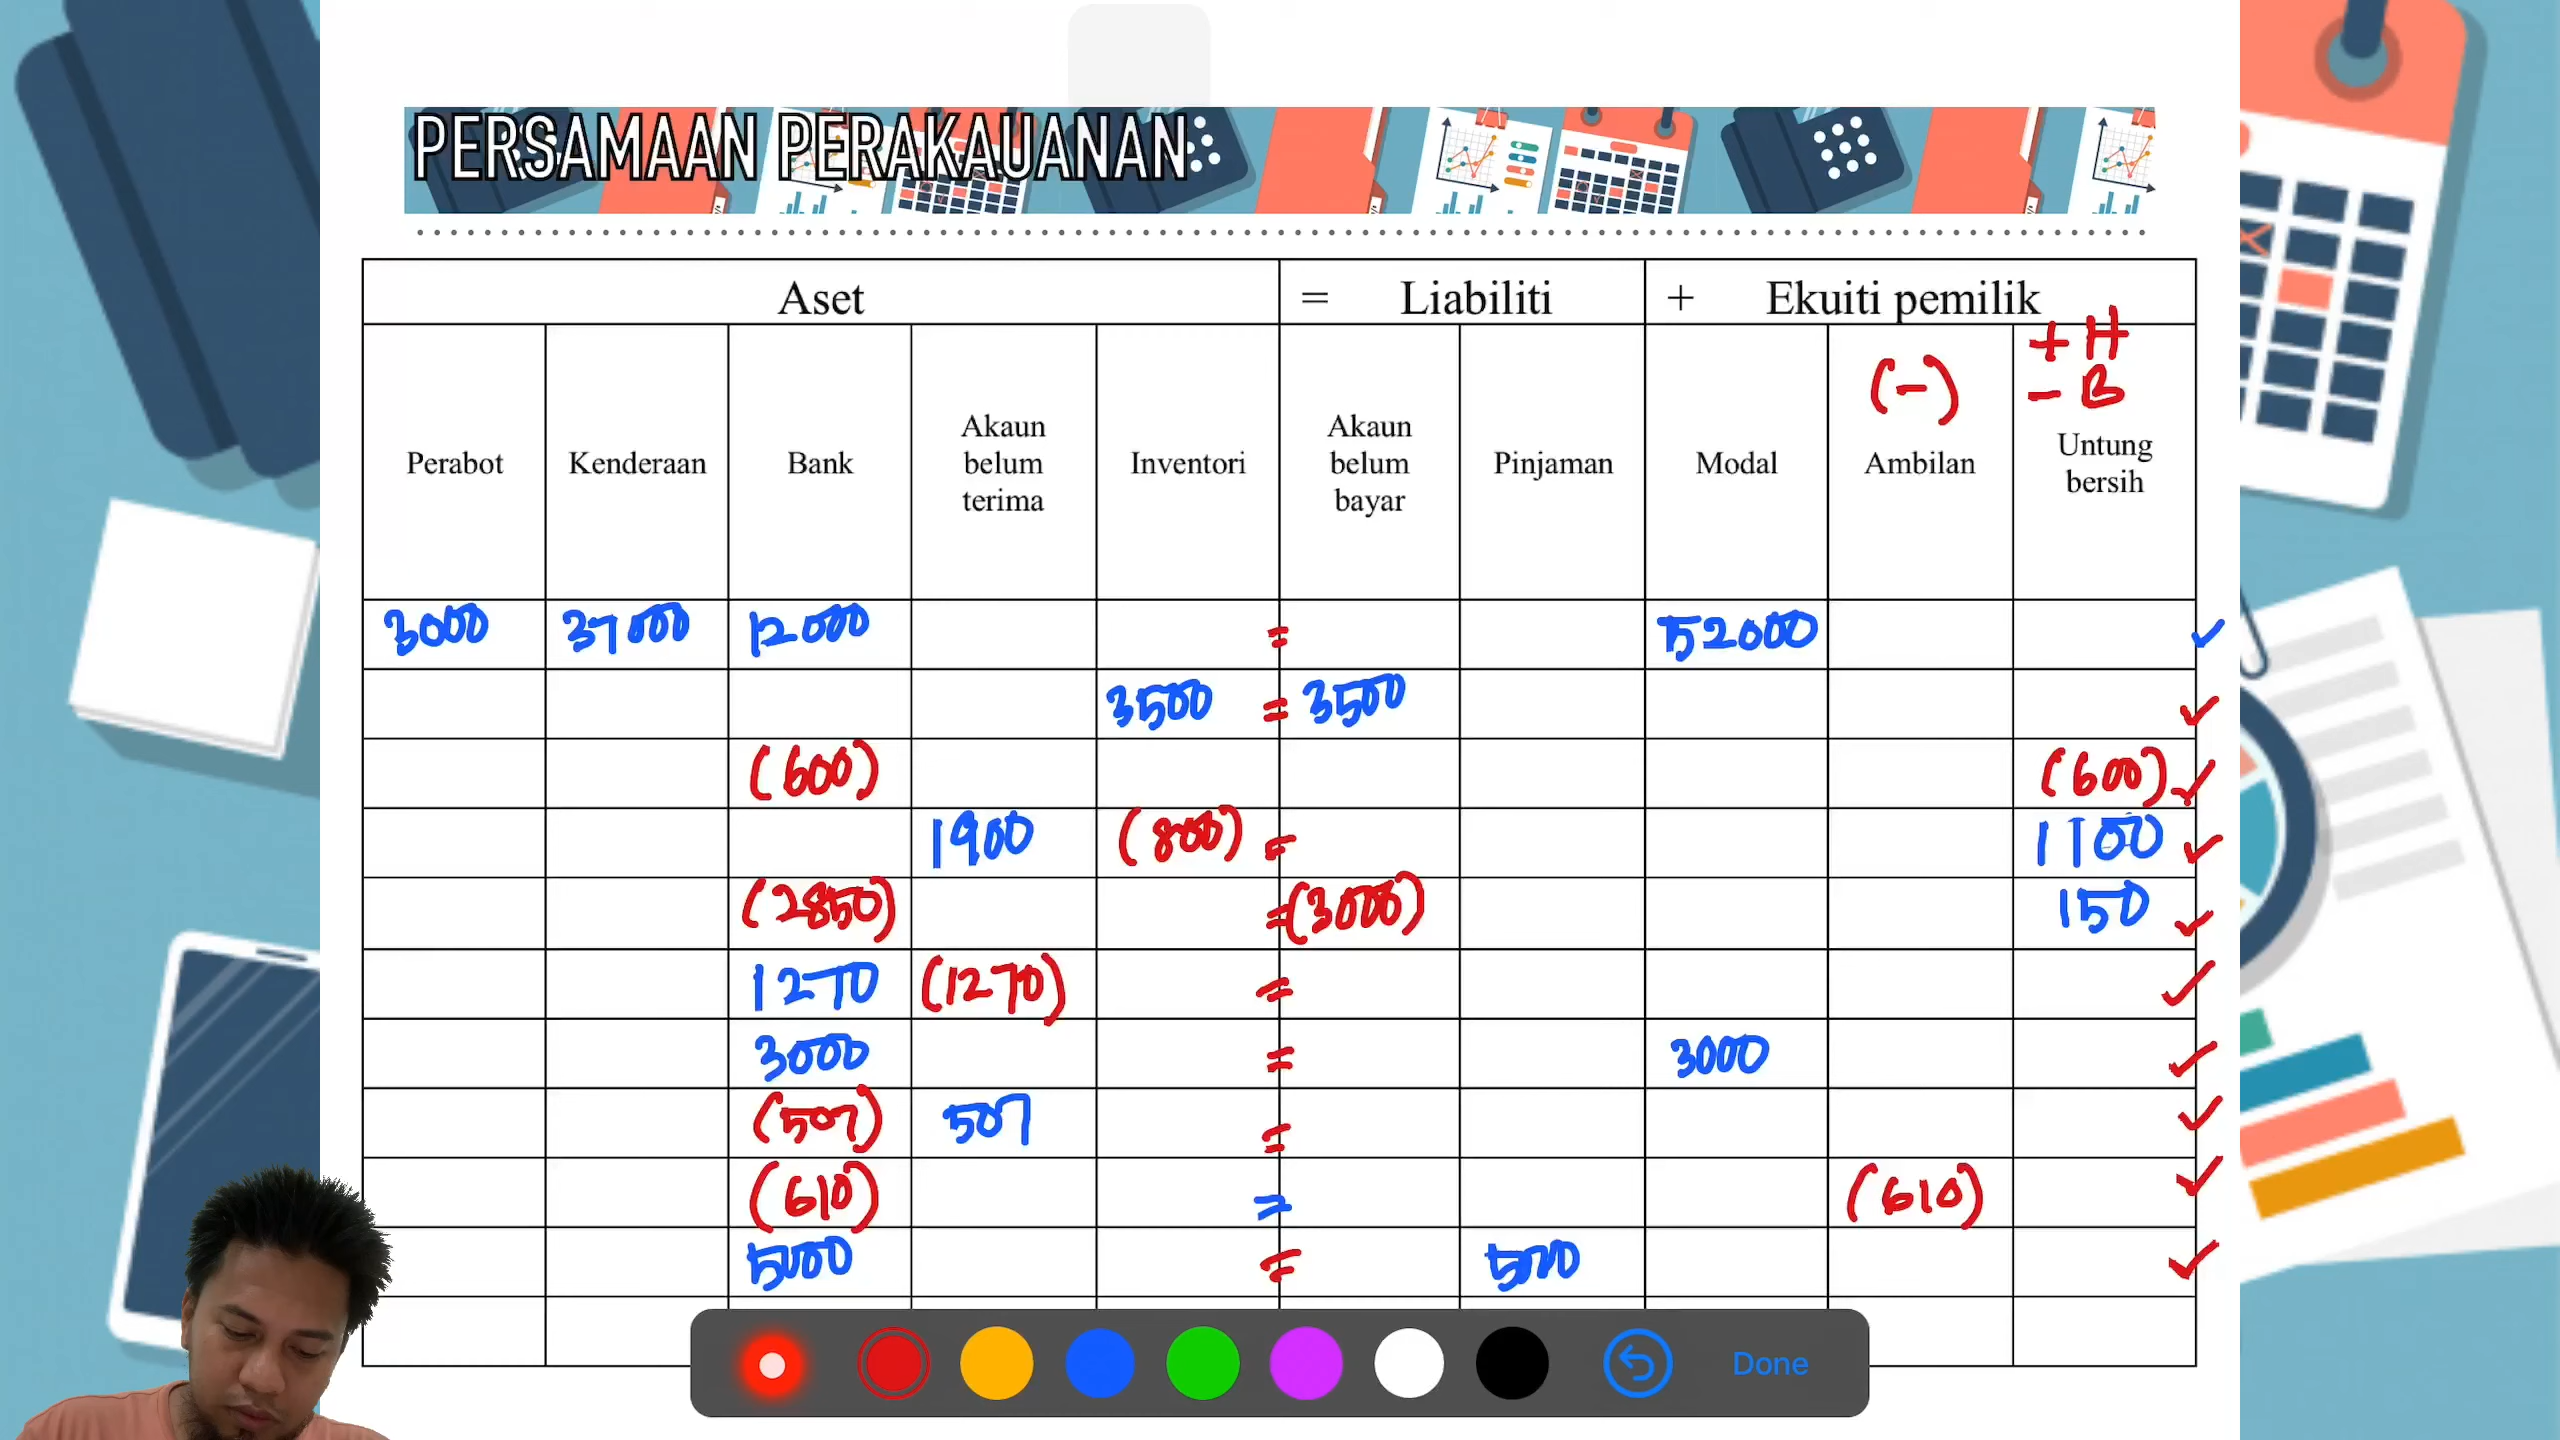 PERSAMAAN PERAKAUANAN
Aset = Liabiliti + Ekuiti pemilik
(-) + H
- B
Perabot Kenderaan Bank Akaun belum terima Inventori Akaun belum bayar Pinjaman Modal Ambilan Untung bersih
3000 37000 12000 = 52000 ✓
3500 = 3500 ✓
(600) (600) ✓
1900 (800) = 1100 ✓
(2850) = (3000) 150 ✓
1270 (1270) = ✓
3000 = 3000 ✓
(507) 507 = ✓
(610) = (610) ✓
5000 = 5000 ✓
Done